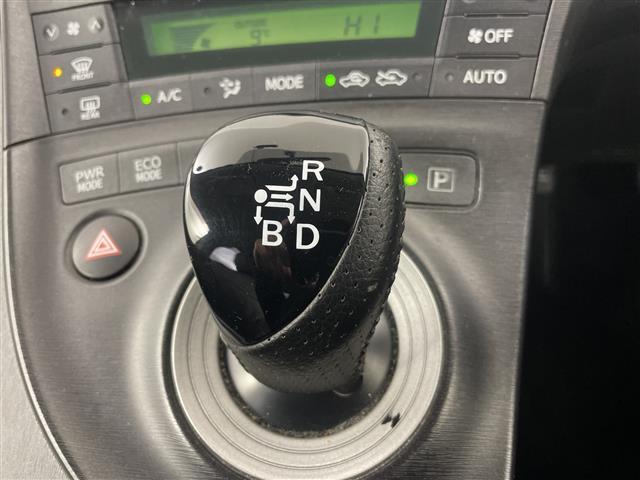 OUTSIDE 9°C HI
OFF
FRONT
A/C MODE AUTO
REAR
PWR MODE
ECO MODE
P
R
N
B D